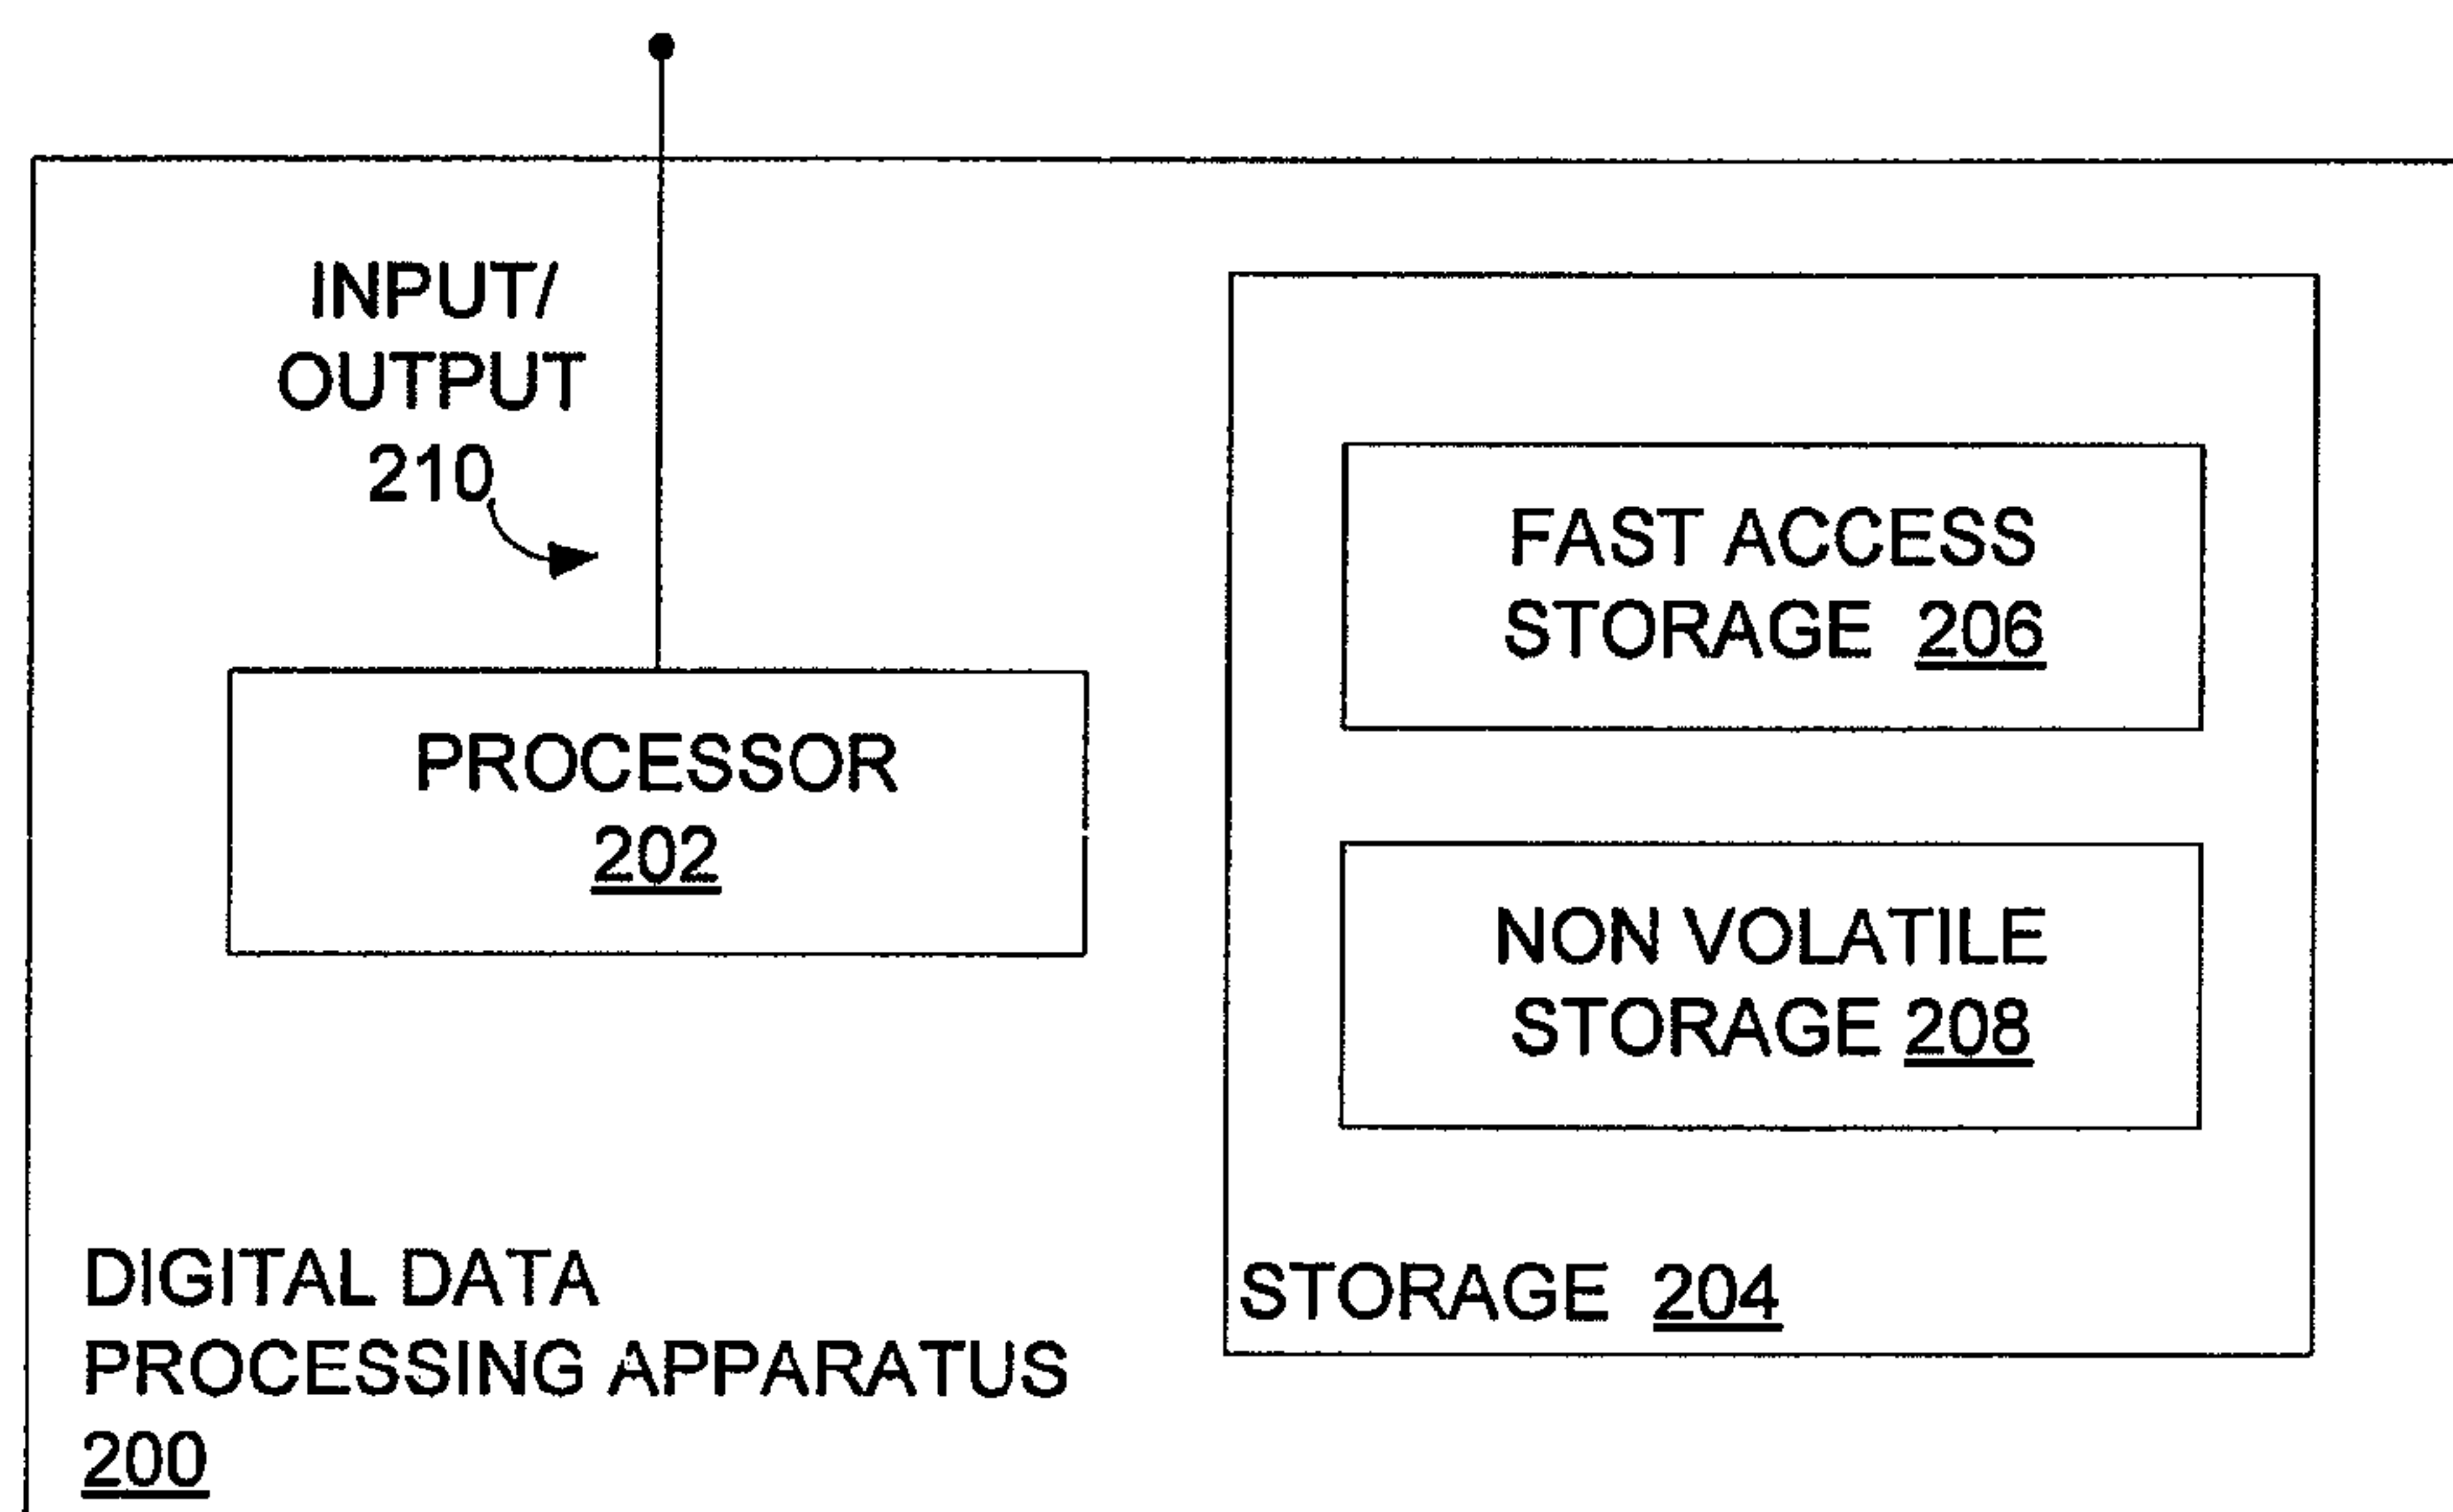 INPUT/
OUTPUT
210
PROCESSOR
202
FAST ACCESS
STORAGE 206
NON VOLATILE
STORAGE 208
STORAGE 204
DIGITAL DATA
PROCESSING APPARATUS
200